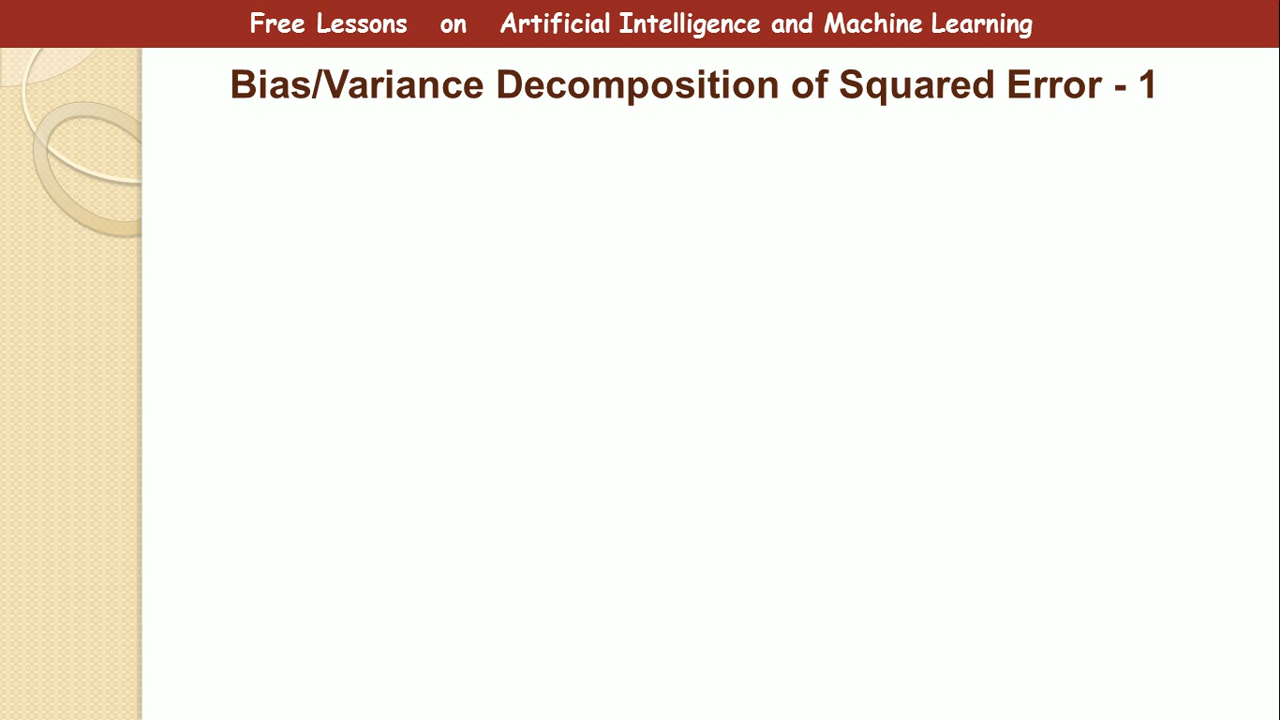 Free Lessons on Artificial Intelligence and Machine Learning
Bias/Variance Decomposition of Squared Error - 1